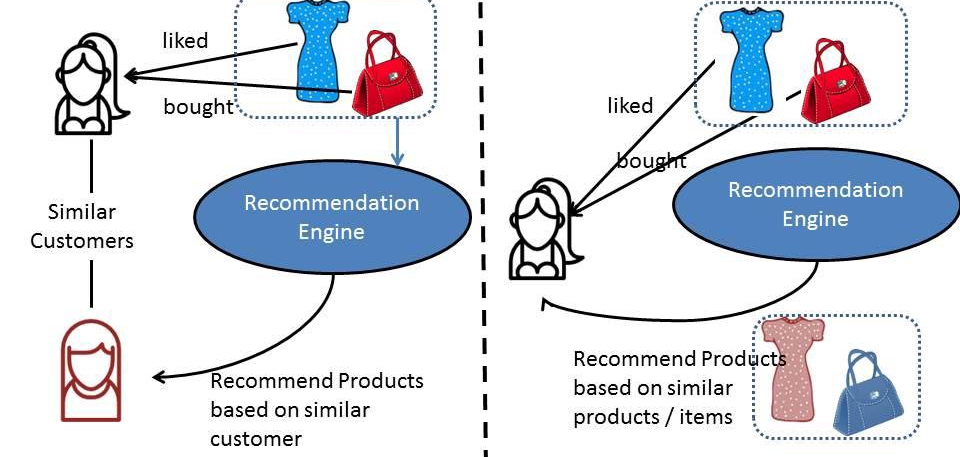 liked
bought
Recommendation
Engine
Similar
Customers
Recommend Products
based on similar
customer
liked
bought
Recommendation
Engine
Recommend Products
based on similar
products / items